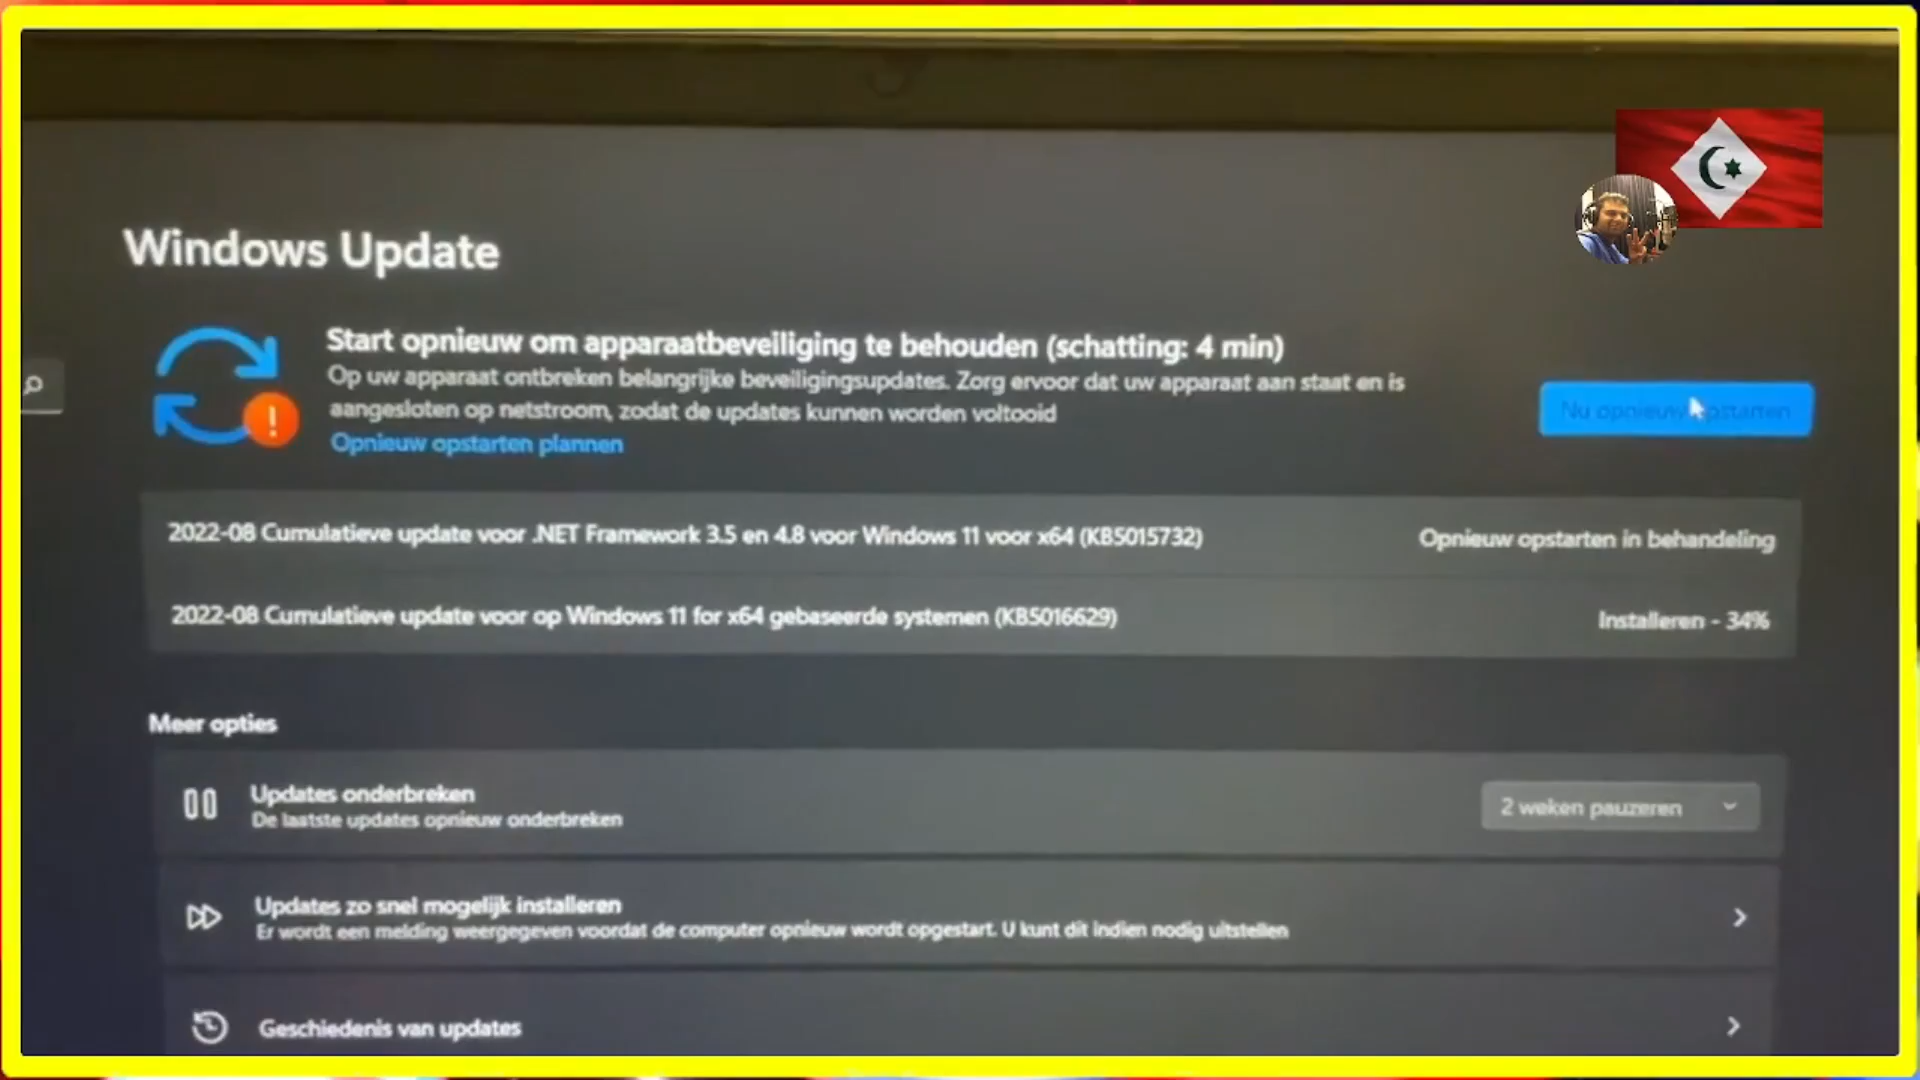 Windows Update
Start opnieuw om apparaatbeveiliging te behouden (schatting: 4 min)
Op uw apparaat ontbreken belangrijke beveiligingsupdates. Zorg ervoor dat uw apparaat aan staat en is
aangesloten op netstroom, zodat de updates kunnen worden voltooid
Opnieuw opstarten plannen
Nu opnieuw opstarten
2022-08 Cumulatieve update voor .NET Framework 3.5 en 4.8 voor Windows 11 voor x64 (KB5015732)
Opnieuw opstarten in behandeling
2022-08 Cumulatieve update voor op Windows 11 for x64 gebaseerde systemen (KB5016629)
Installeren - 34%
Meer opties
Updates onderbreken
De laatste updates opnieuw onderbreken
2 weken pauzeren
Updates zo snel mogelijk installeren
Er wordt een melding weergegeven voordat de computer opnieuw wordt opgestart. U kunt dit indien nodig uitstellen
Geschiedenis van updates